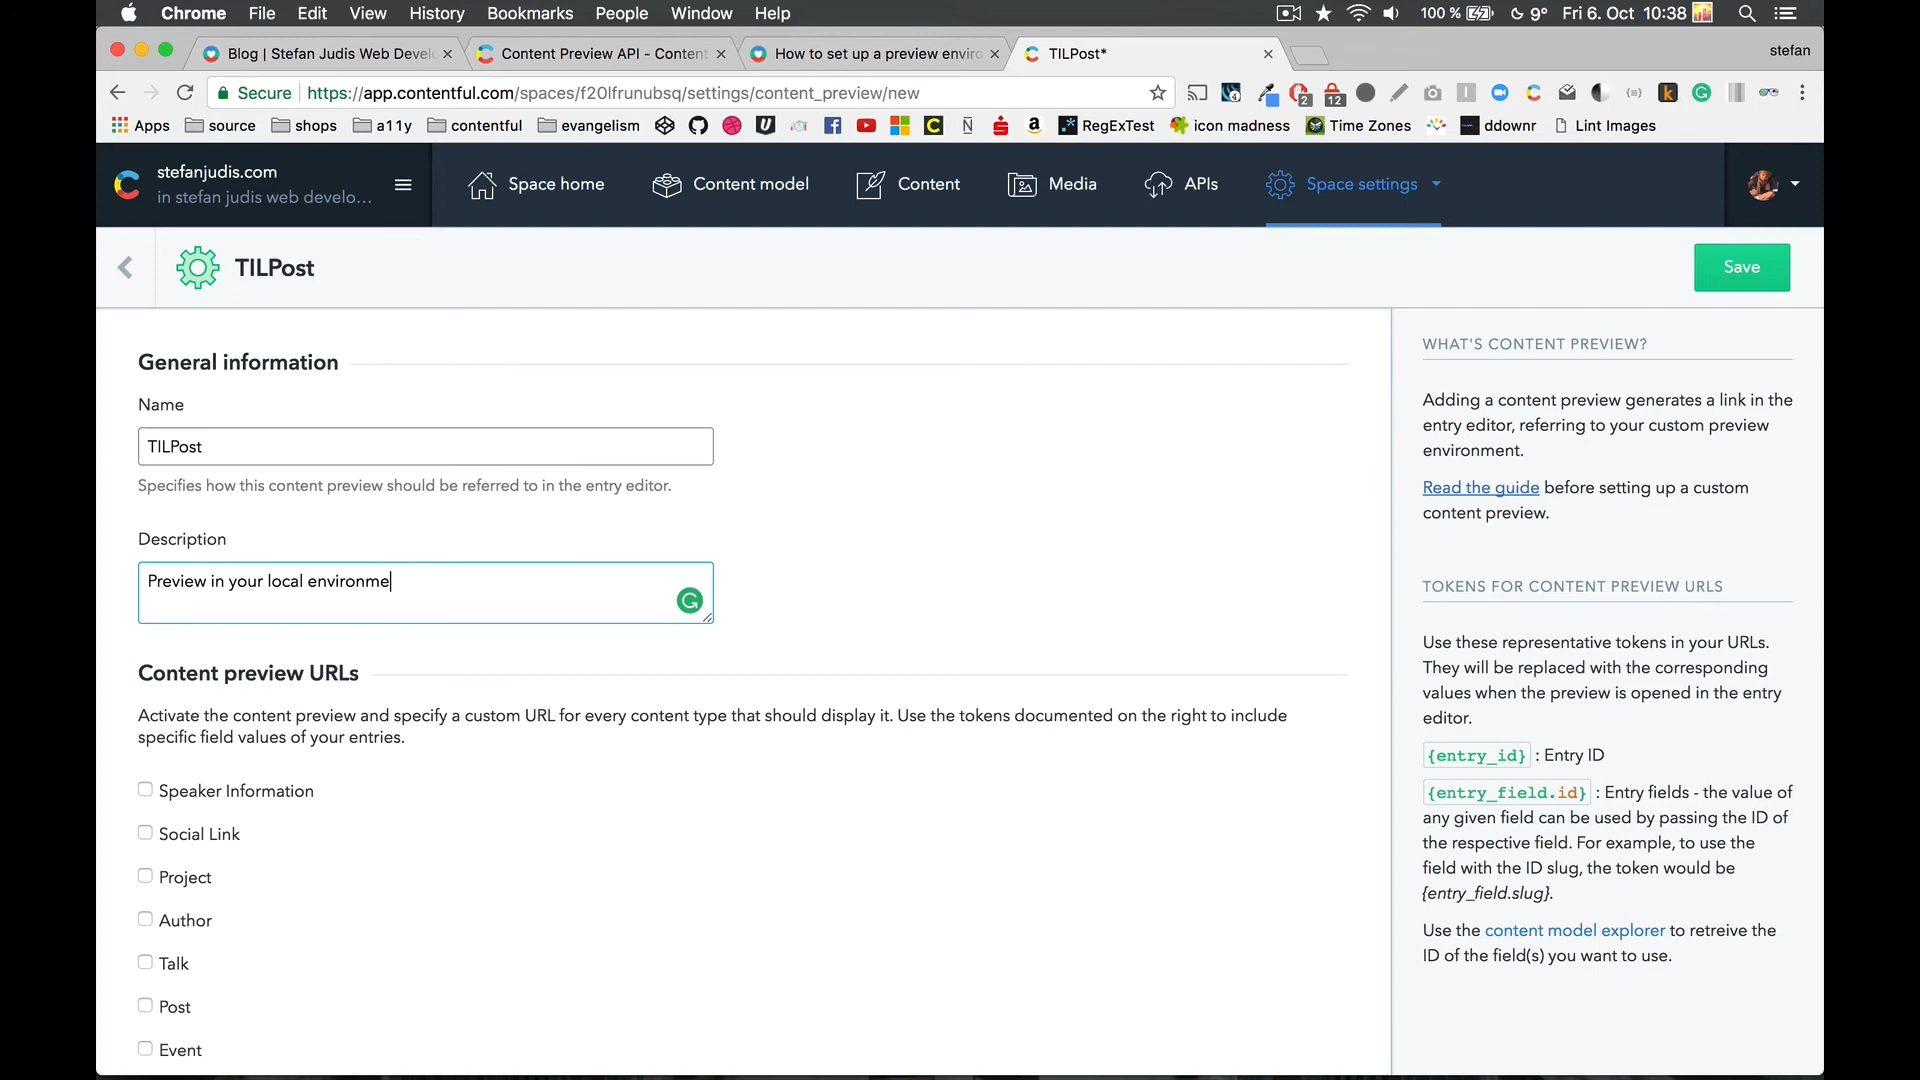 Chrome File Edit View History Bookmarks People Window Help 100 % 9° Fri 6. Oct 10:38
Blog | Stefan Judis Web Devel Content Preview API - Content How to set up a preview enviro TILPost* stefan
Secure https://app.contentful.com/spaces/f20lfrunubsq/settings/content_preview/new 4 2 12
Apps source shops a11y contentful evangelism RegExTest icon madness Time Zones ddownr Lint Images
stefanjudis.com
in stefan judis web develo...
Space home Content model Content Media APIs Space settings
TILPost
Save
General information
Name
TILPost
Specifies how this content preview should be referred to in the entry editor.
Description
Preview in your local environme
Content preview URLs
Activate the content preview and specify a custom URL for every content type that should display it. Use the tokens documented on the right to include
specific field values of your entries.
Speaker Information
Social Link
Project
Author
Talk
Post
Event
WHAT'S CONTENT PREVIEW?
Adding a content preview generates a link in the
entry editor, referring to your custom preview
environment.
Read the guide before setting up a custom
content preview.
TOKENS FOR CONTENT PREVIEW URLS
Use these representative tokens in your URLs.
They will be replaced with the corresponding
values when the preview is opened in the entry
editor.
{entry_id} : Entry ID
{entry_field.id} : Entry fields - the value of
any given field can be used by passing the ID of
the respective field. For example, to use the
field with the ID slug, the token would be
{entry_field.slug}.
Use the content model explorer to retreive the
ID of the field(s) you want to use.